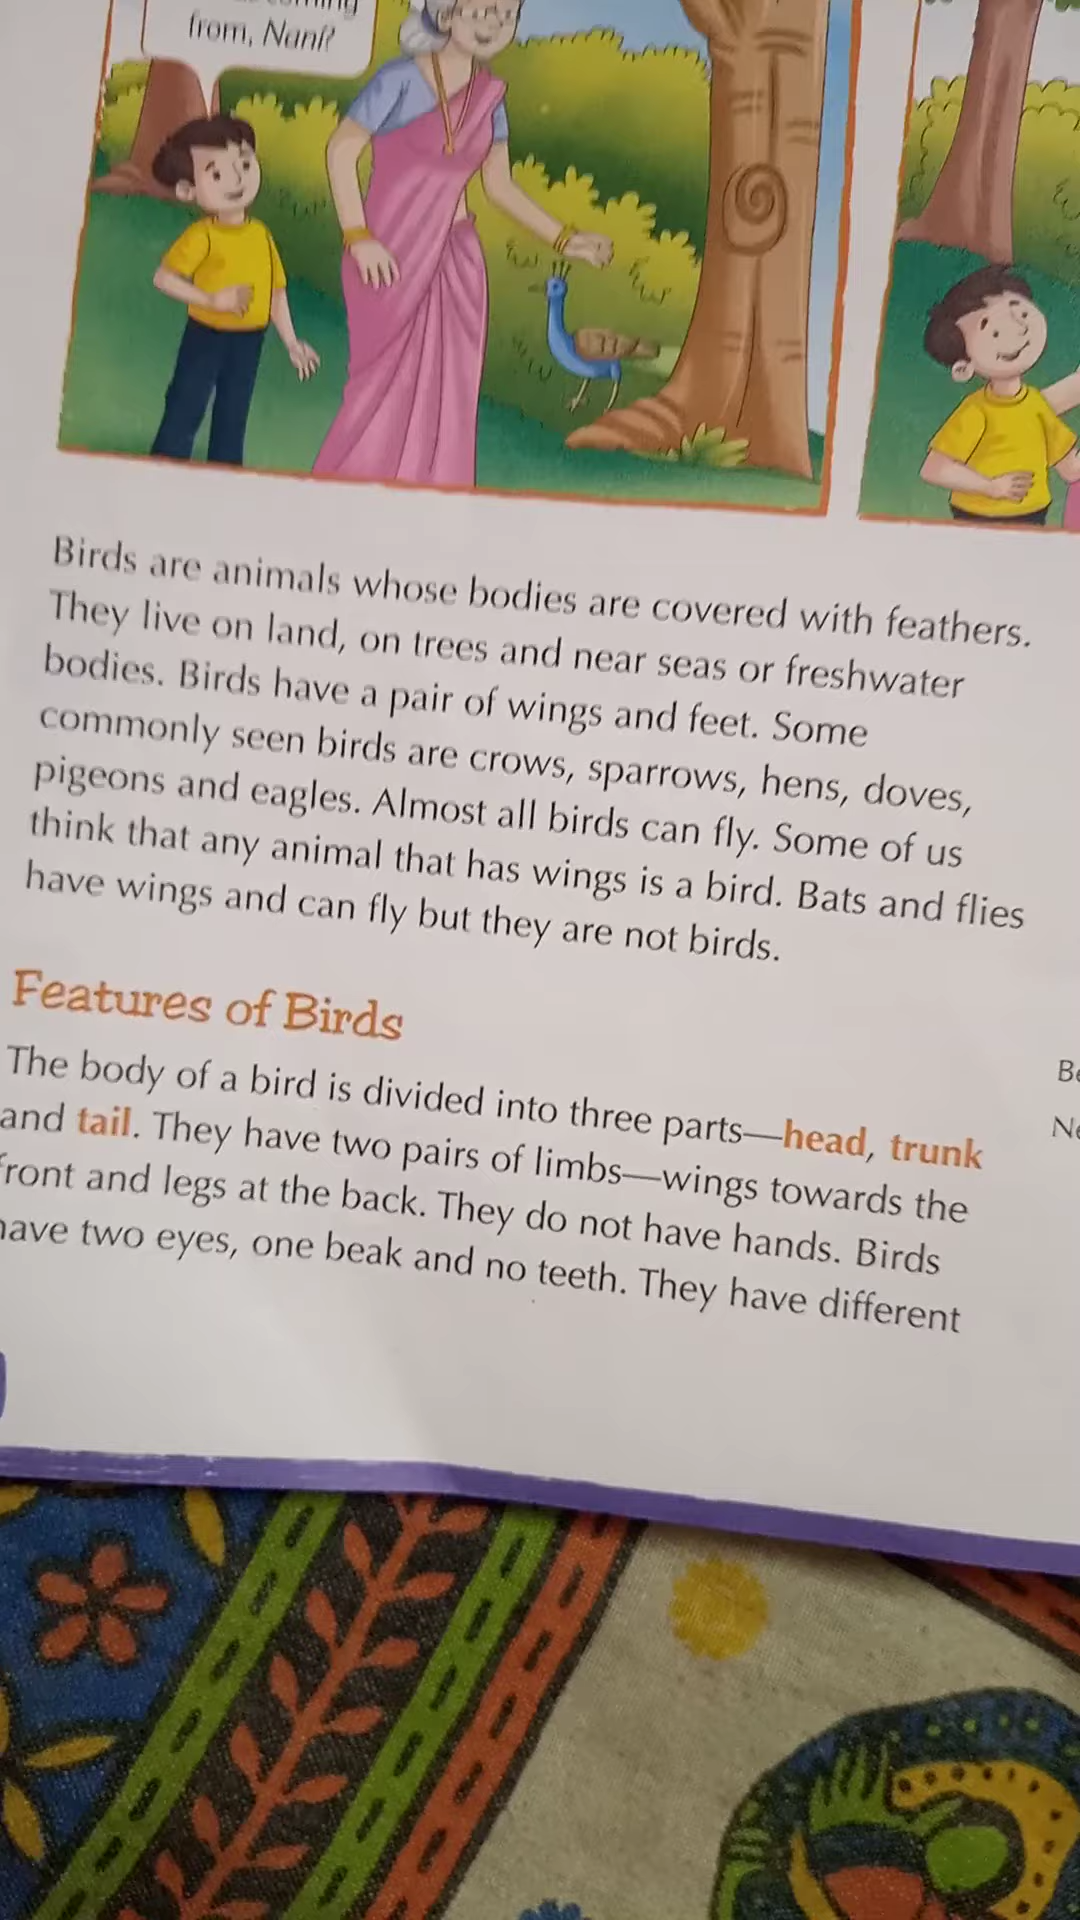 from, Nani?
Birds are animals whose bodies are covered with feathers.
They live on land, on trees and near seas or freshwater
bodies. Birds have a pair of wings and feet. Some
commonly seen birds are crows, sparrows, hens, doves,
pigeons and eagles. Almost all birds can fly. Some of us
think that any animal that has wings is a bird. Bats and flies
have wings and can fly but they are not birds.
Features of Birds
The body of a bird is divided into three parts—head, trunk
and tail. They have two pairs of limbs—wings towards the
front and legs at the back. They do not have hands. Birds
have two eyes, one beak and no teeth. They have different